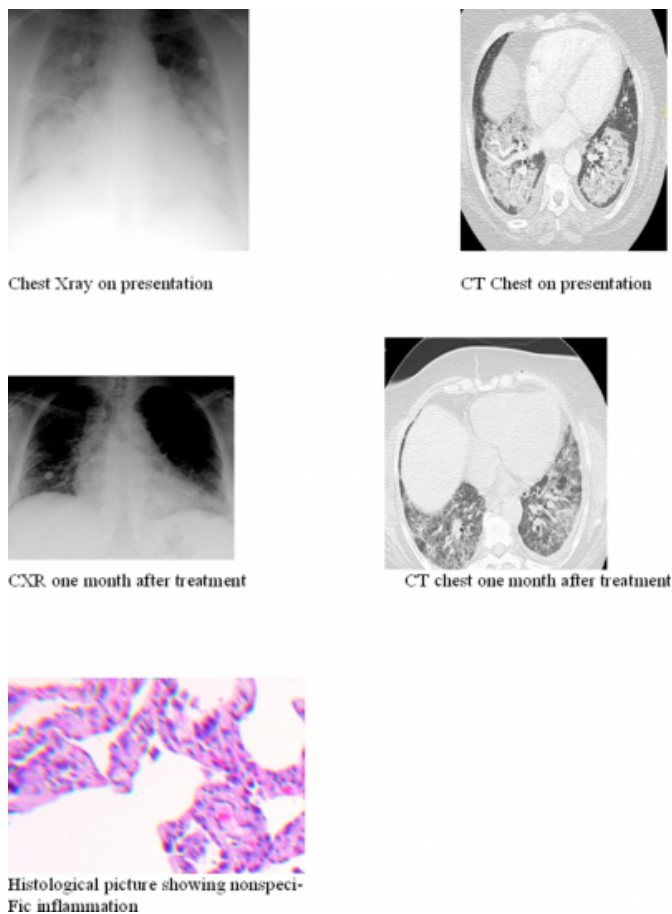 Chest Xray on presentation
CT Chest on presentation
CXR one month after treatment
CT chest one month after treatment
Histological picture showing nonspeci-
Fic inflammation